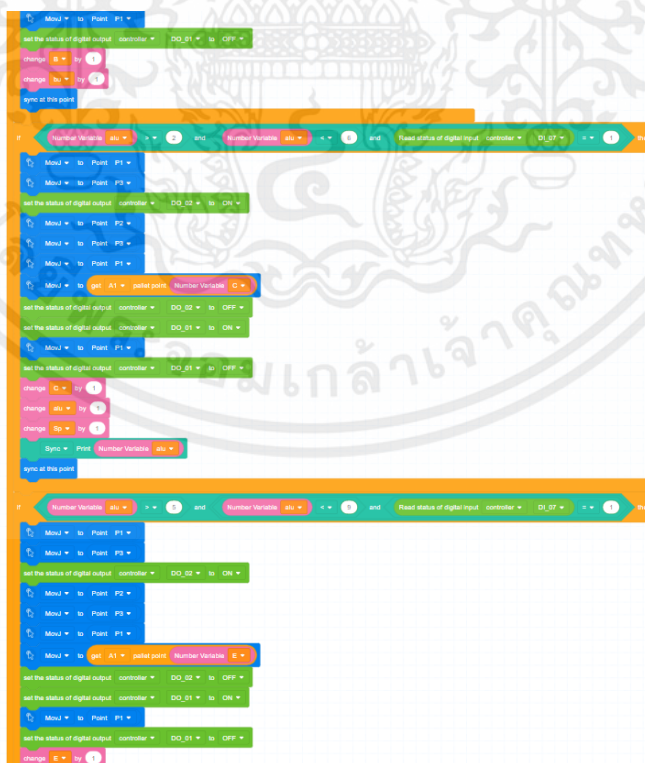 MovJ to Point P1
set the status of digital output controller DO_01 to OFF
change B by 1
change by 1
sync at this point
if Number Variable alu > = 2 and Number Variable alu < = and Read status of digital input controller DI_07 = 1
MovJ to Point P1
MovJ to Point P3
set the status of digital output controller DO_02 to ON
MovJ to Point P2
MovJ to Point P3
MovJ to Point P1
MovJ to get A1 pallet point Number Variable C
set the status of digital output controller DO_02 to OFF
set the status of digital output controller DO_01 to ON
MovJ to Point P1
set the status of digital output controller DO_01 to OFF
change C by 1
change alu by 1
change Sp by 1
Sync Print Number Variable alu
sync at this point
if Number Variable alu > = 5 and Number Variable alu < = and Read status of digital input controller DI_07 = 1
MovJ to Point P1
MovJ to Point P3
set the status of digital output controller DO_02 to ON
MovJ to Point P2
MovJ to Point P3
MovJ to Point P1
MovJ to get A1 pallet point Number Variable E
set the status of digital output controller DO_02 to OFF
set the status of digital output controller DO_01 to ON
MovJ to Point P1
set the status of digital output controller DO_01 to OFF
change E by 1